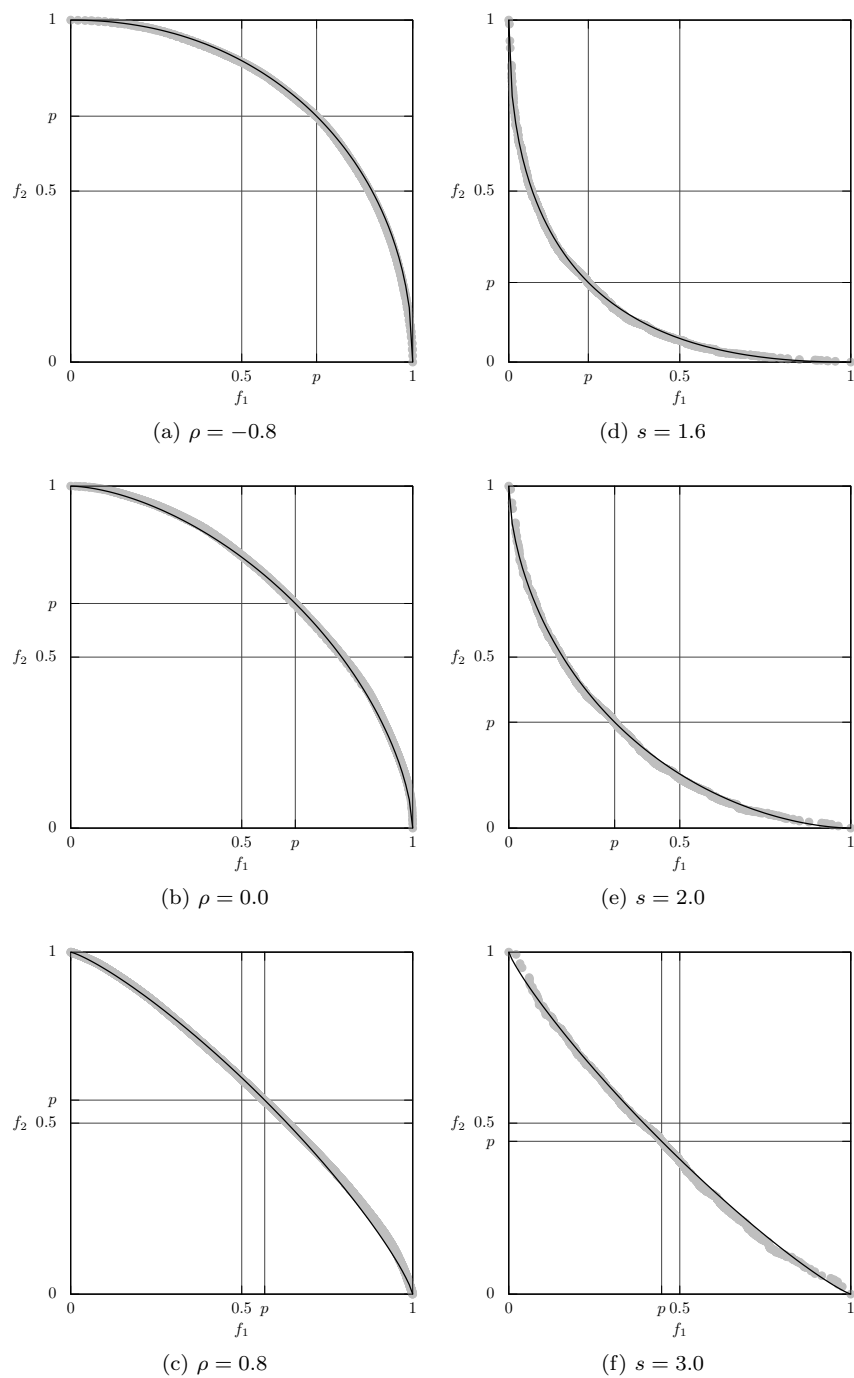 1
p
f₂ 0.5
0
0 0.5 p 1
f₁
(a) ρ = −0.8
1
f₂ 0.5
p
0
0 p 0.5 1
f₁
(d) s = 1.6
1
p
f₂ 0.5
0
0 0.5 p 1
f₁
(b) ρ = 0.0
1
f₂ 0.5
p
0
0 p 0.5 1
f₁
(e) s = 2.0
1
p
f₂ 0.5
0
0 0.5 p 1
f₁
(c) ρ = 0.8
1
f₂ 0.5
p
0
0 p 0.5 1
f₁
(f) s = 3.0